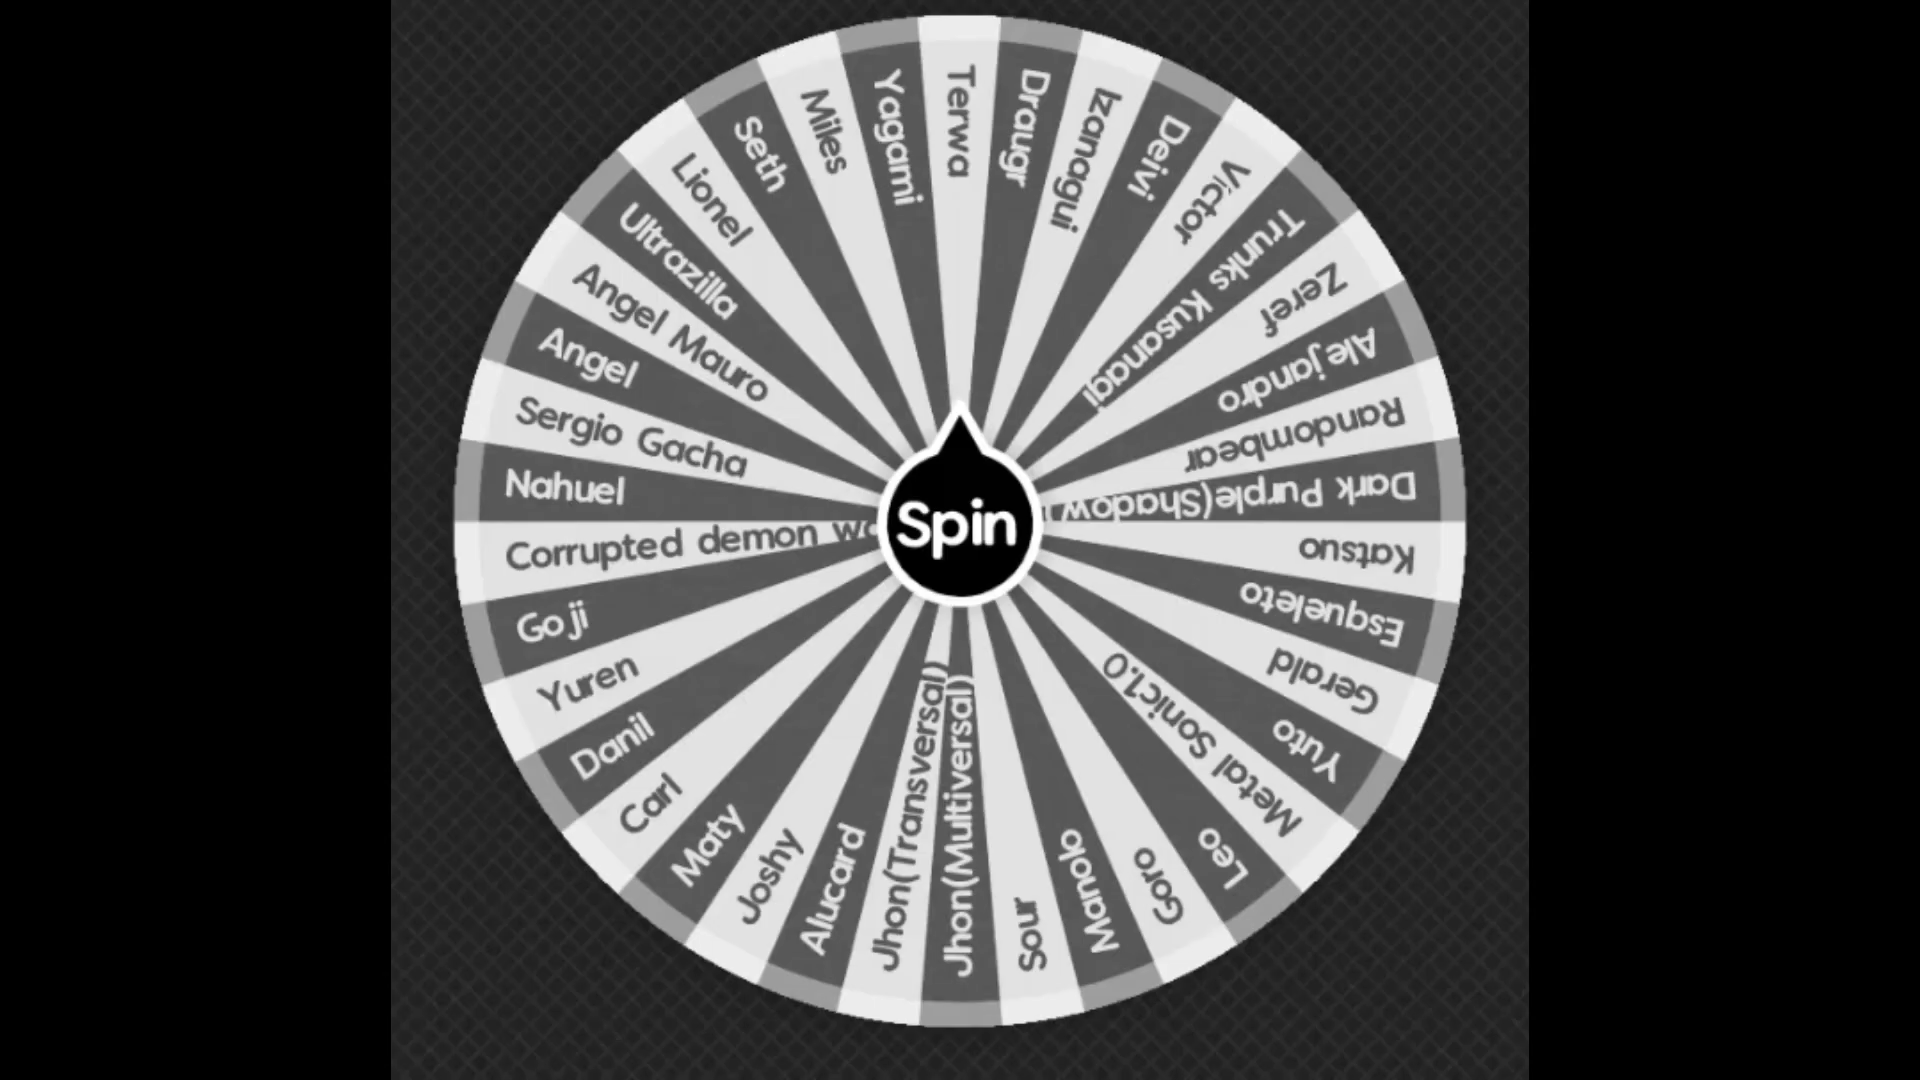 Terwa
Draugr
Izanagui
Deivi
Victor
Trunks Kusanagi
Zeref
Alejandro
Randombear
Dark Purple(Shadow)
Katsuo
Esqueleto
Gerald
Yuto
Metal Sonic1.0
Leo
Goro
Manolo
Sour
Jhon(Multiversal)
Jhon(Transversal)
Alucard
Joshy
Maty
Carl
Danil
Yuren
Goji
Corrupted demon
Nahuel
Sergio Gacha
Angel
Angel Mauro
Ultrazilla
Lionel
Seth
Miles
Yagami
Spin